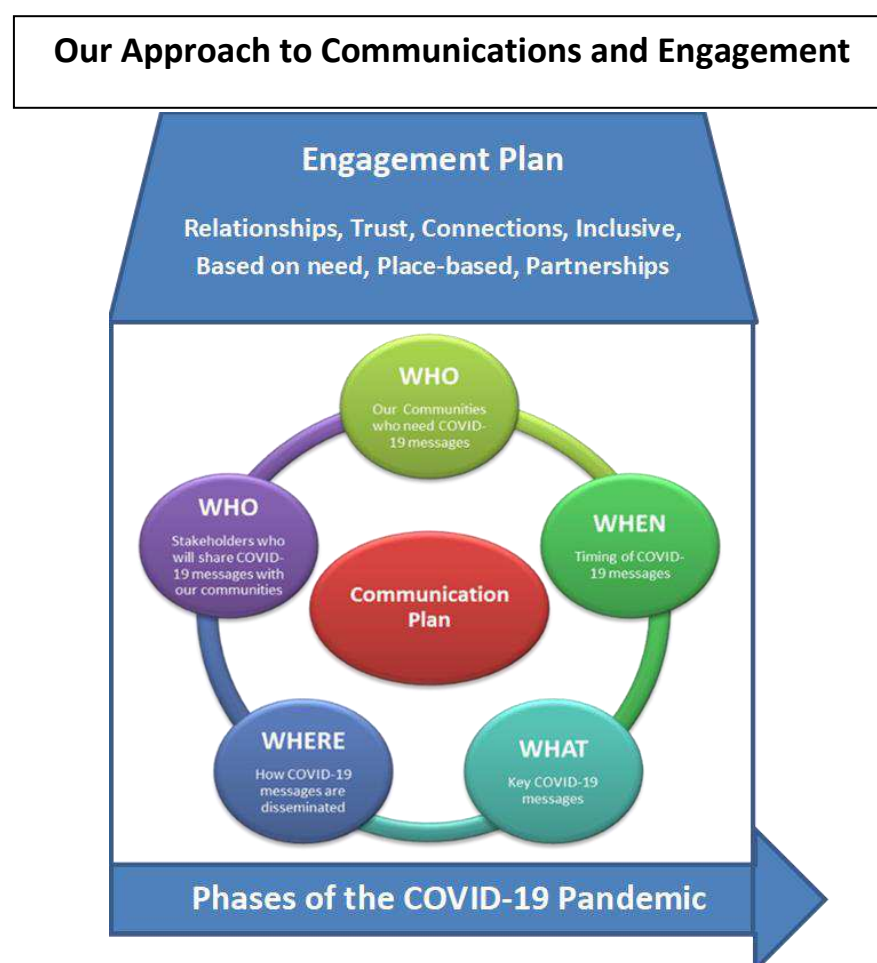 Our Approach to Communications and Engagement
Engagement Plan
Relationships, Trust, Connections, Inclusive,
Based on need, Place-based, Partnerships
WHO
Our Communities
who need COVID-
19 messages
WHEN
Timing of COVID-
19 messages
WHAT
Key COVID-19
messages
WHERE
How COVID-19
messages are
disseminated
WHO
Stakeholders who
will share COVID-
19 messages with
our communities
Communication
Plan
Phases of the COVID-19 Pandemic